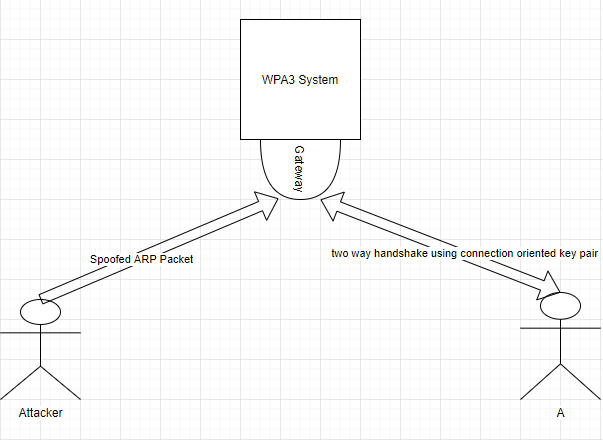 WPA3 System
Gateway
Spoofed ARP Packet
two way handshake using connection oriented key pair
Attacker
A